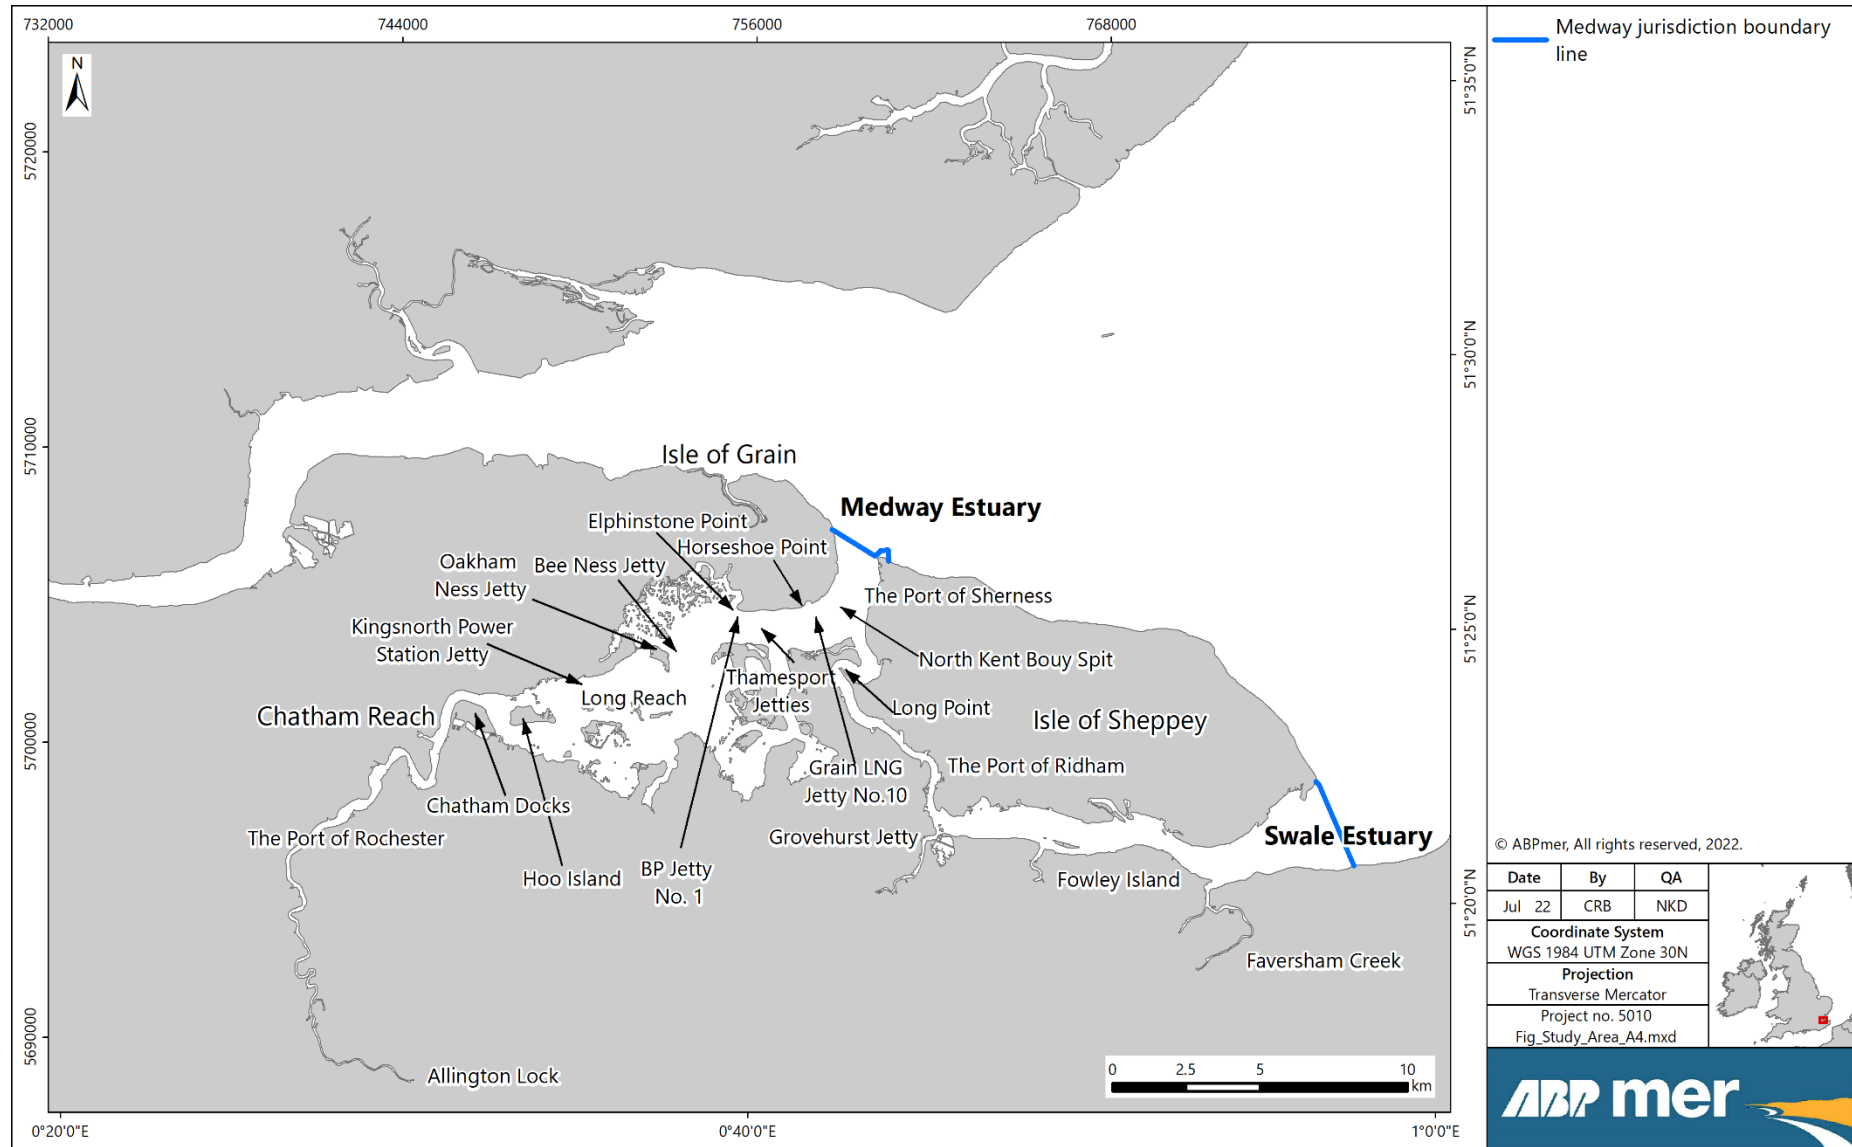 732000
744000
756000
768000
Medway jurisdiction boundary
line
N
51°35'0"N
5720000
51°30'0"N
5710000
Isle of Grain
Medway Estuary
Elphinstone Point
Horseshoe Point
Oakham
Ness Jetty
Bee Ness Jetty
The Port of Sherness
51°25'0"N
Kingsnorth Power
Station Jetty
North Kent Bouy Spit
Long Reach
Thamesport
Jetties
Long Point
Chatham Reach
Isle of Sheppey
5700000
Grain LNG
Jetty No.10
The Port of Ridham
Chatham Docks
The Port of Rochester
Grovehurst Jetty
Swale Estuary
Hoo Island
BP Jetty
No. 1
Fowley Island
51°20'0"N
Faversham Creek
5690000
Allington Lock
0 2.5 5 10
km
0°20'0"E
0°40'0"E
1°0'0"E
© ABPmer, All rights reserved, 2022.
Date By QA
Jul 22 CRB NKD
Coordinate System
WGS 1984 UTM Zone 30N
Projection
Transverse Mercator
Project no. 5010
Fig_Study_Area_A4.mxd
ABP mer